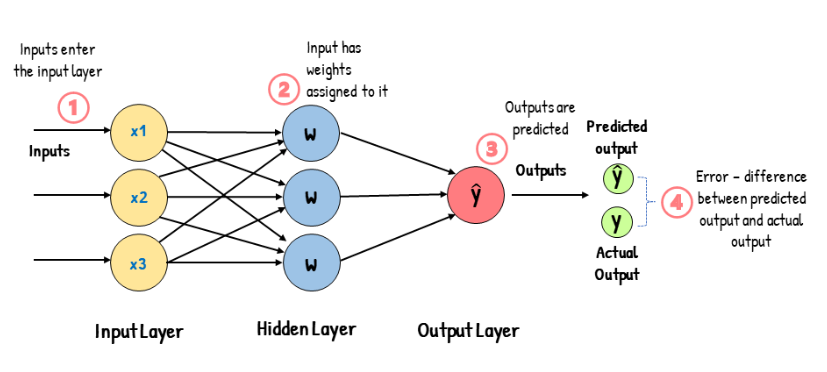 Inputs enter
the input layer
1
Inputs
x1
x2
x3
Input Layer
Input has
weights
assigned to it
2
w
w
w
Hidden Layer
Outputs are
predicted
3
ŷ
Outputs
Output Layer
Predicted
output
ŷ
y
Actual
Output
4
Error – difference
between predicted
output and actual
output